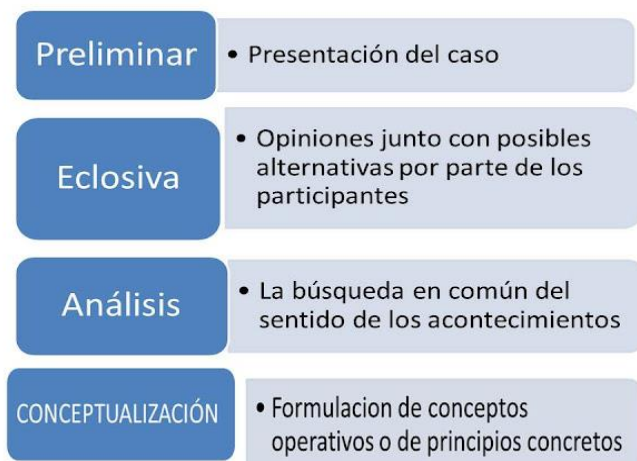 Preliminar
• Presentación del caso
Eclosiva
• Opiniones junto con posibles
alternativas por parte de los
participantes
Análisis
• La búsqueda en común del
sentido de los acontecimientos
CONCEPTUALIZACIÓN
• Formulacion de conceptos
operativos o de principios concretos